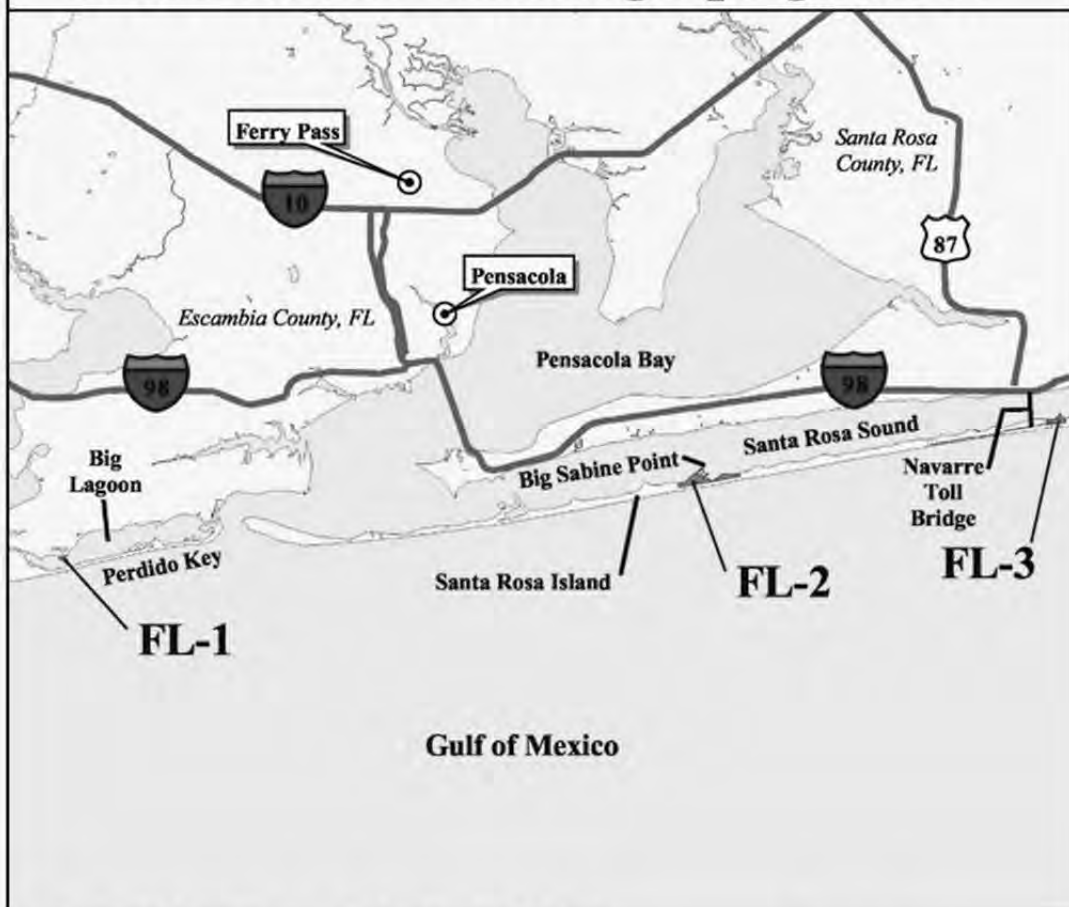 Ferry Pass
Santa Rosa
County, FL
10
87
Pensacola
Escambia County, FL
Pensacola Bay
98
98
Santa Rosa Sound
Big
Lagoon
Big Sabine Point
Navarre
Toll
Bridge
Perdido Key
Santa Rosa Island
FL-2
FL-3
FL-1
Gulf of Mexico